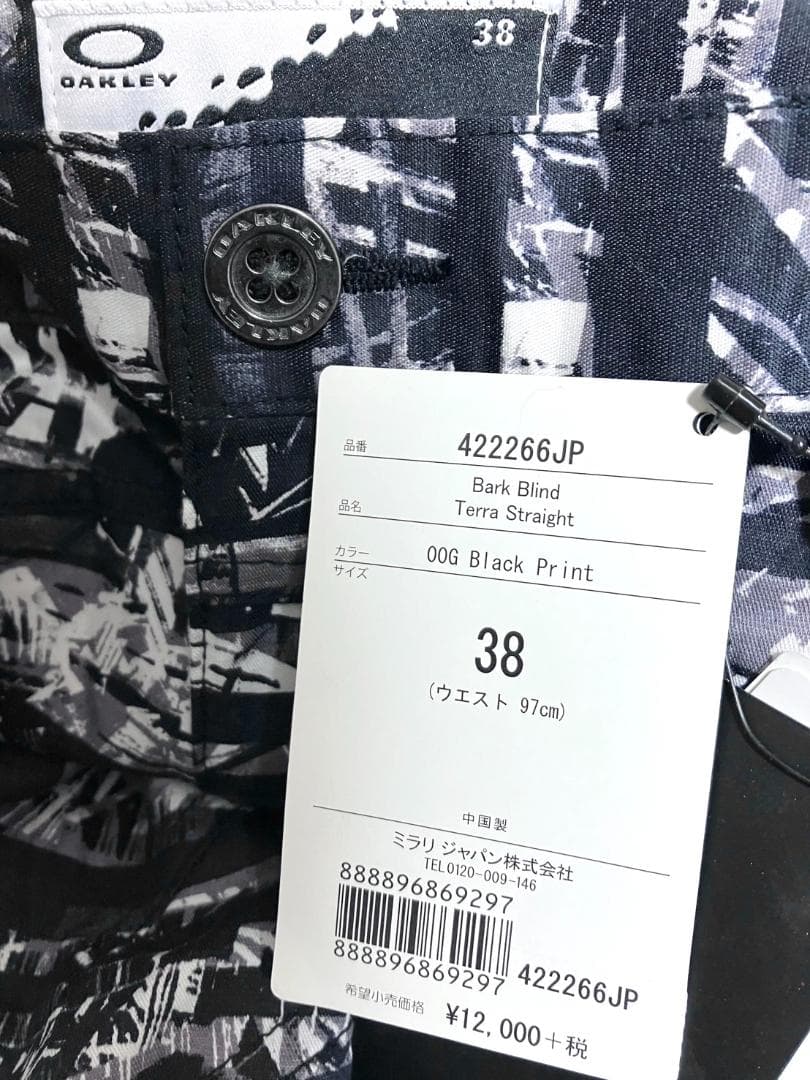 OAKLEY
38
OAKLEY OAKLEY
品番 422266JP
Bark Blind
品名 Terra Straight
カラー 00G Black Print
サイズ
38
(ウエスト 97cm)
中国製
ミラリ ジャパン株式会社
TEL0120-009-146
888896869297
888896869297 422266JP
希望小売価格 ¥12,000+税